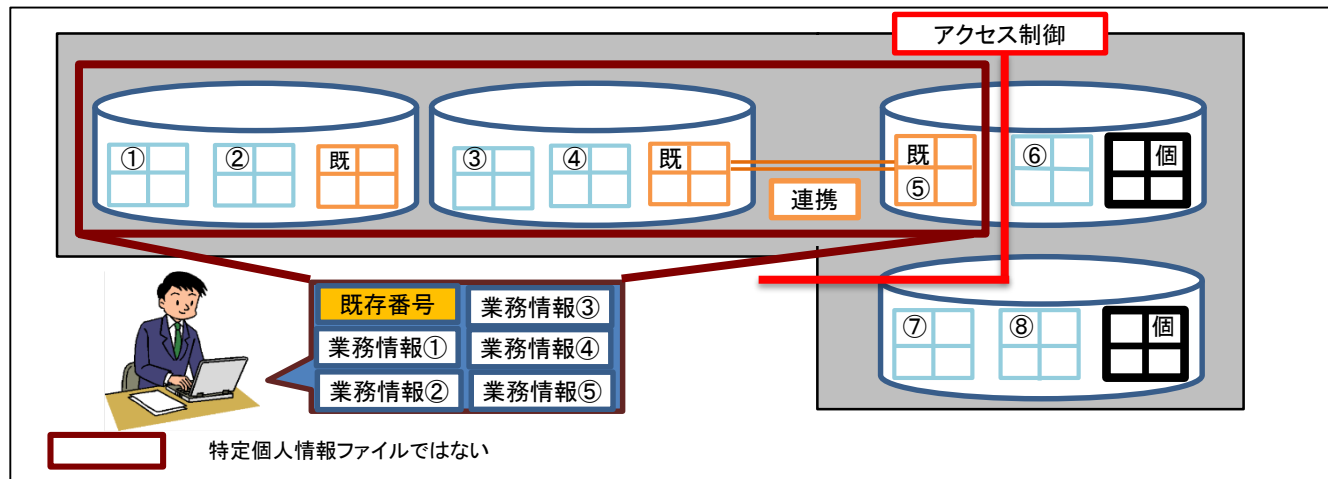 アクセス制御
① ② 既 ③ ④ 既 既 ⑥ 個
⑤
連携
既存番号 業務情報③
業務情報① 業務情報④
業務情報② 業務情報⑤
⑦ ⑧ 個
特定個人情報ファイルではない